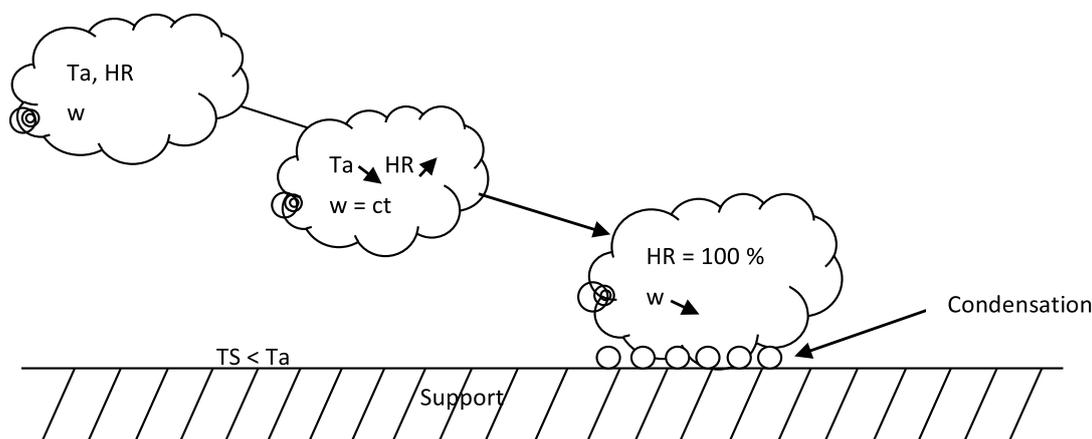 Ta, HR
w
Ta HR
w = ct
HR = 100 %
w
Condensation
TS < Ta
Support